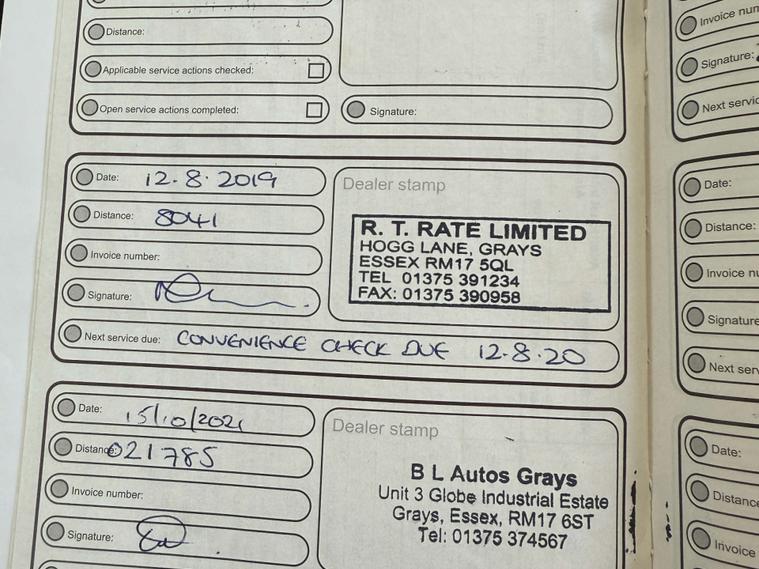 Distance:
Applicable service actions checked:
Open service actions completed:
Signature:
Date: 12.8.2019
Distance: 8041
Invoice number:
Signature:
Next service due: CONVENIENCE CHECK DUE 12.8.20
Dealer stamp
R. T. RATE LIMITED
HOGG LANE, GRAYS
ESSEX RM17 5QL
TEL 01375 391234
FAX: 01375 390958
Date: 15/10/2021
Distance: 021785
Invoice number:
Signature:
Dealer stamp
B L Autos Grays
Unit 3 Globe Industrial Estate
Grays, Essex, RM17 6ST
Tel: 01375 374567
Invoice num
Signature:
Next servic
Date:
Distance:
Invoice nu
Signature
Next serv
Date:
Distance
Invoice